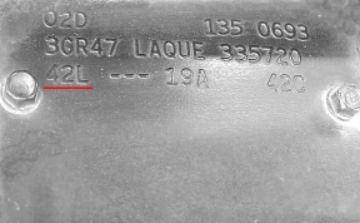 02D 135 0693
3GR47 LAQUE 335720
42L --- 19A 42C